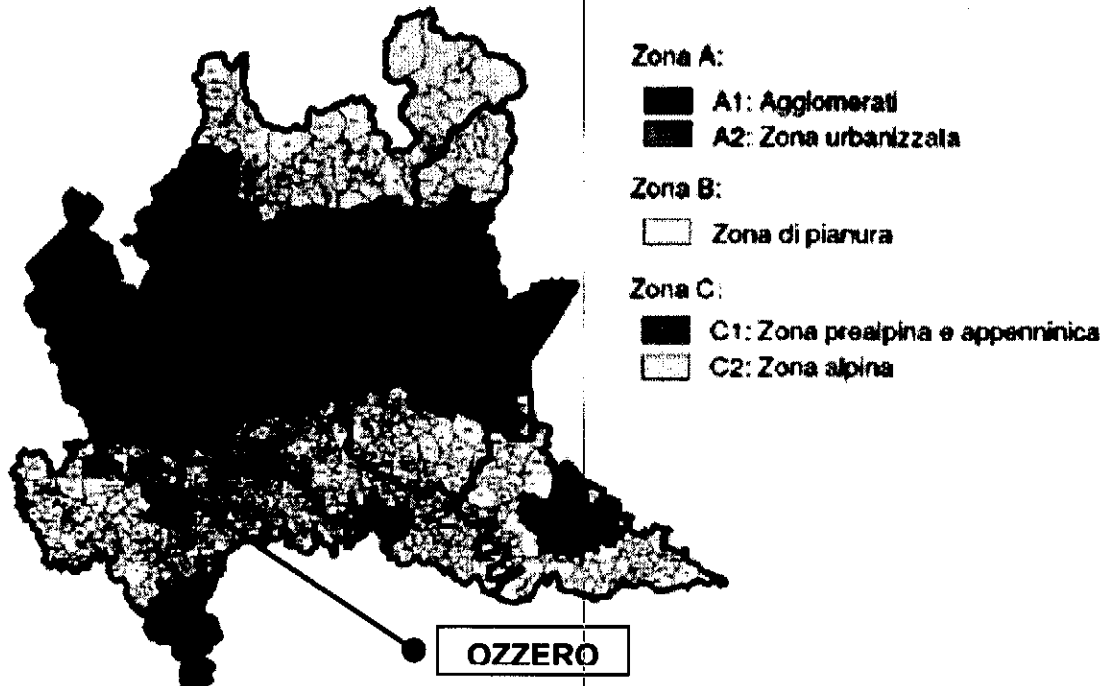 Zona A:
A1: Agglomerati
A2: Zona urbanizzata
Zona B:
Zona di pianura
Zona C:
C1: Zona prealpina e appenninica
C2: Zona alpina
OZZERO